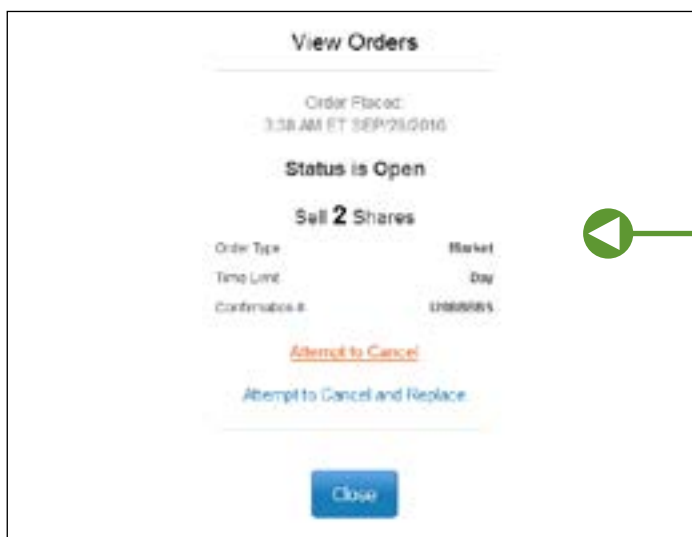 View Orders
Order Placed:
3:38 AM ET SEP/28/2016
Status is Open
Sell 2 Shares
Order Type Market
Time Limit Day
Confirmation #
Attempt to Cancel
Attempt to Cancel and Replace
Close